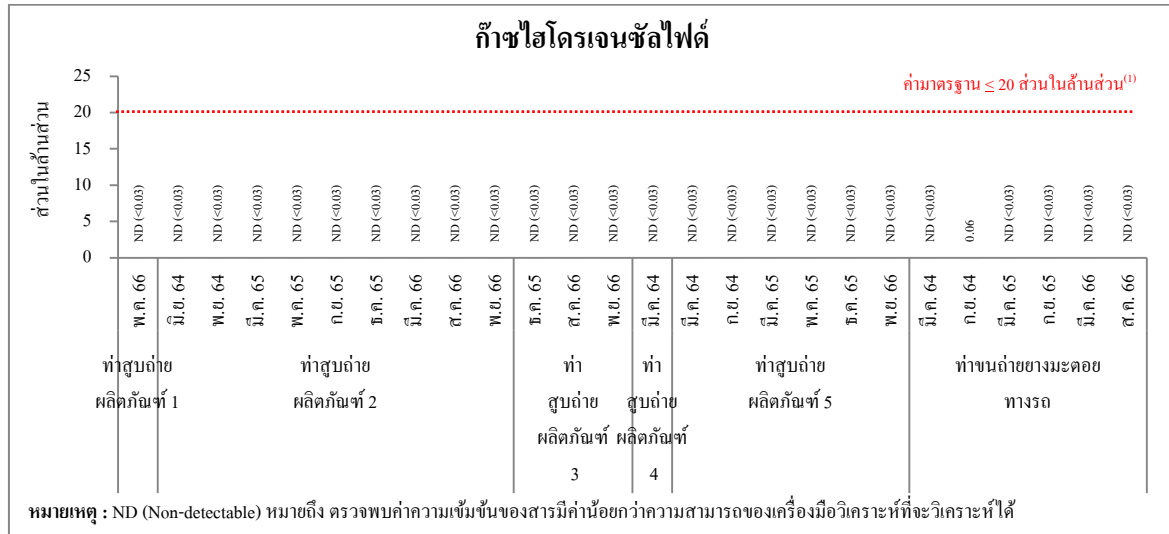 ก๊าซไฮโดรเจนซัลไฟด์
ค่ามาตรฐาน ≤ 20 ส่วนในล้านส่วน(1)
ส่วนในล้านส่วน
25
20
15
10
5
0
ND (<0.03) ND (<0.03) ND (<0.03) ND (<0.03) ND (<0.03) ND (<0.03) ND (<0.03) ND (<0.03) ND (<0.03) ND (<0.03) ND (<0.03) ND (<0.03) ND (<0.03) ND (<0.03) ND (<0.03) ND (<0.03) ND (<0.03) ND (<0.03) ND (<0.03) ND (<0.03) ND (<0.03) 0.06 ND (<0.03) ND (<0.03) ND (<0.03) ND (<0.03)
พ.ค. 66 มิ.ย. 64 พ.ย. 64 มี.ค. 65 พ.ค. 65 ก.ย. 65 ธ.ค. 65 มี.ค. 66 ส.ค. 66 พ.ย. 66 ธ.ค. 65 ส.ค. 66 พ.ย. 66 มี.ค. 64 มี.ค. 64 ก.ย. 64 มี.ค. 65 พ.ค. 65 ธ.ค. 65 พ.ย. 66 มี.ค. 64 ก.ย. 64 มี.ค. 65 ก.ย. 65 มี.ค. 66 ส.ค. 66
ท่าสูบถ่าย
ผลิตภัณฑ์ 1
ท่าสูบถ่าย
ผลิตภัณฑ์ 2
ท่า
สูบถ่าย
ผลิตภัณฑ์
3
ท่า
สูบถ่าย
ผลิตภัณฑ์
4
ท่าสูบถ่าย
ผลิตภัณฑ์ 5
ท่าขนถ่ายยางมะตอย
ทางรถ
หมายเหตุ : ND (Non-detectable) หมายถึง ตรวจพบค่าความเข้มข้นของสารมีค่าน้อยกว่าความสามารถของเครื่องมือวิเคราะห์ที่จะวิเคราะห์ได้